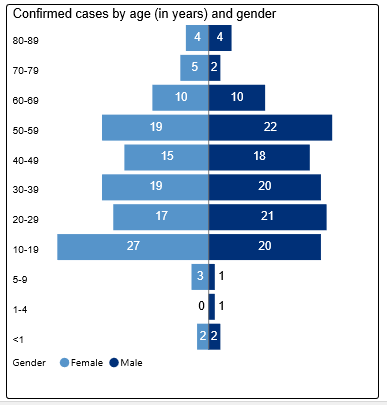 Confirmed cases by age (in years) and gender
80-89 4 4
70-79 5 2
60-69 10 10
50-59 19 22
40-49 15 18
30-39 19 20
20-29 17 21
10-19 27 20
5-9 3 1
1-4 0 1
<1 2 2
Gender Female Male